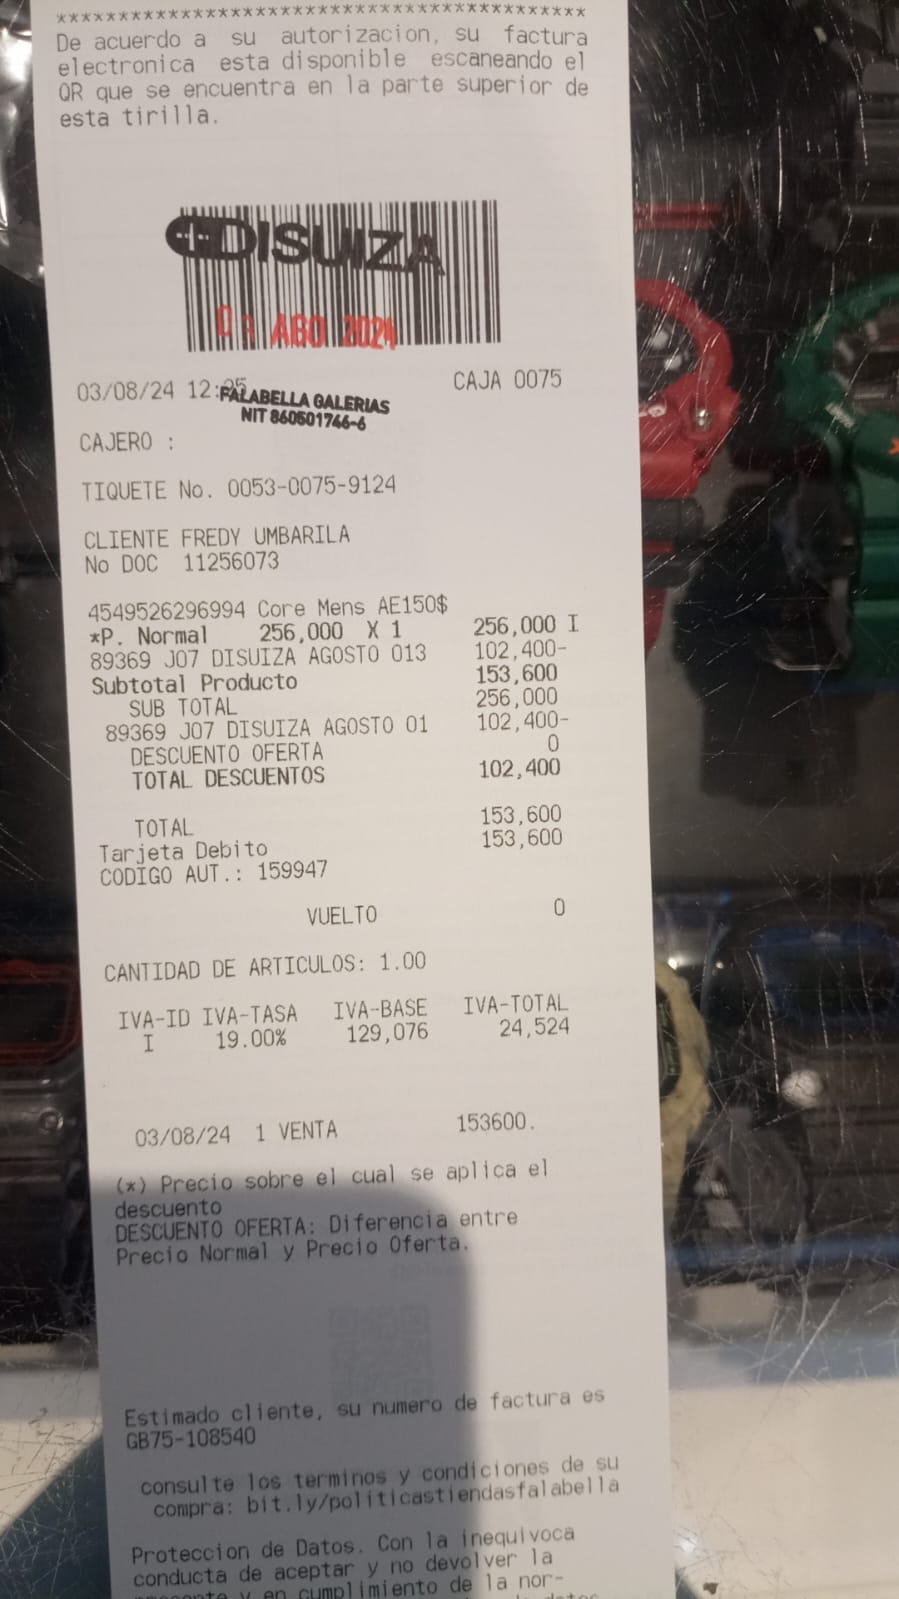 ******************************************
De acuerdo a su autorizacion, su factura
electronica esta disponible escaneando el
QR que se encuentra en la parte superior de
esta tirilla.
DISUIZA
AGO 2024
03/08/24 12: CAJA 0075
FALABELLA GALERIAS
NIT 860501766-6
CAJERO :
TIQUETE No. 0053-0075-9124
CLIENTE FREDY UMBARILA
No DOC 11256073
4549526296994 Core Mens AE150$
*P. Normal 256,000 X 1 256,000 I
89369 J07 DISUIZA AGOSTO 013 102,400-
Subtotal Producto 153,600
SUB TOTAL 256,000
89369 J07 DISUIZA AGOSTO 01 102,400-
DESCUENTO OFERTA 0
TOTAL DESCUENTOS 102,400
TOTAL 153,600
Tarjeta Debito 153,600
CODIGO AUT.: 159947
VUELTO 0
CANTIDAD DE ARTICULOS: 1.00
IVA-ID IVA-TASA IVA-BASE IVA-TOTAL
I 19.00% 129,076 24,524
03/08/24 1 VENTA 153600.
(*) Precio sobre el cual se aplica el
descuento
DESCUENTO OFERTA: Diferencia entre
Precio Normal y Precio Oferta.
Estimado cliente, su numero de factura es
GB75-108540
consulte los terminos y condiciones de su
compra: bit.ly/politicastiendasfalabella
Proteccion de Datos. Con la inequivoca
conducta de aceptar y no devolver la
y en cumplimiento de la nor-